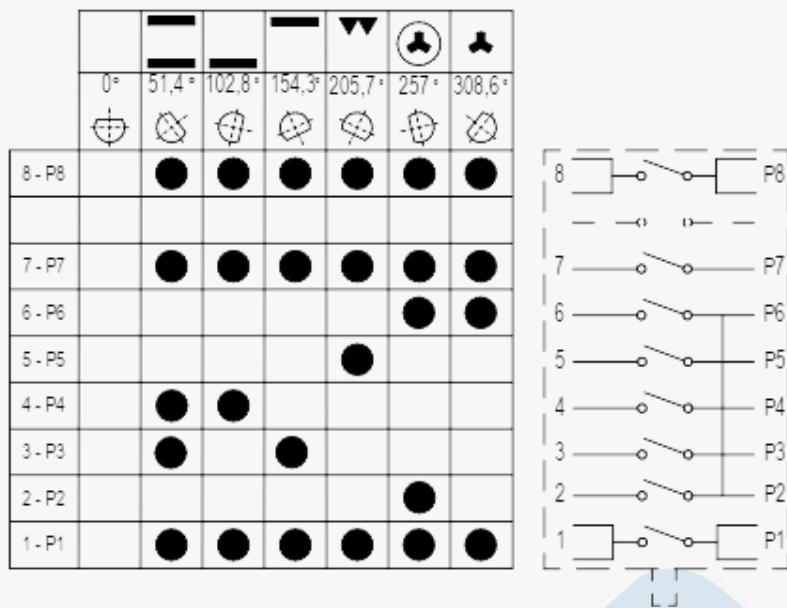 0° 51,4° 102,8° 154,3° 205,7° 257° 308,6°
8 - P8
7 - P7
6 - P6
5 - P5
4 - P4
3 - P3
2 - P2
1 - P1
8 P8
7 P7
6 P6
5 P5
4 P4
3 P3
2 P2
1 P1